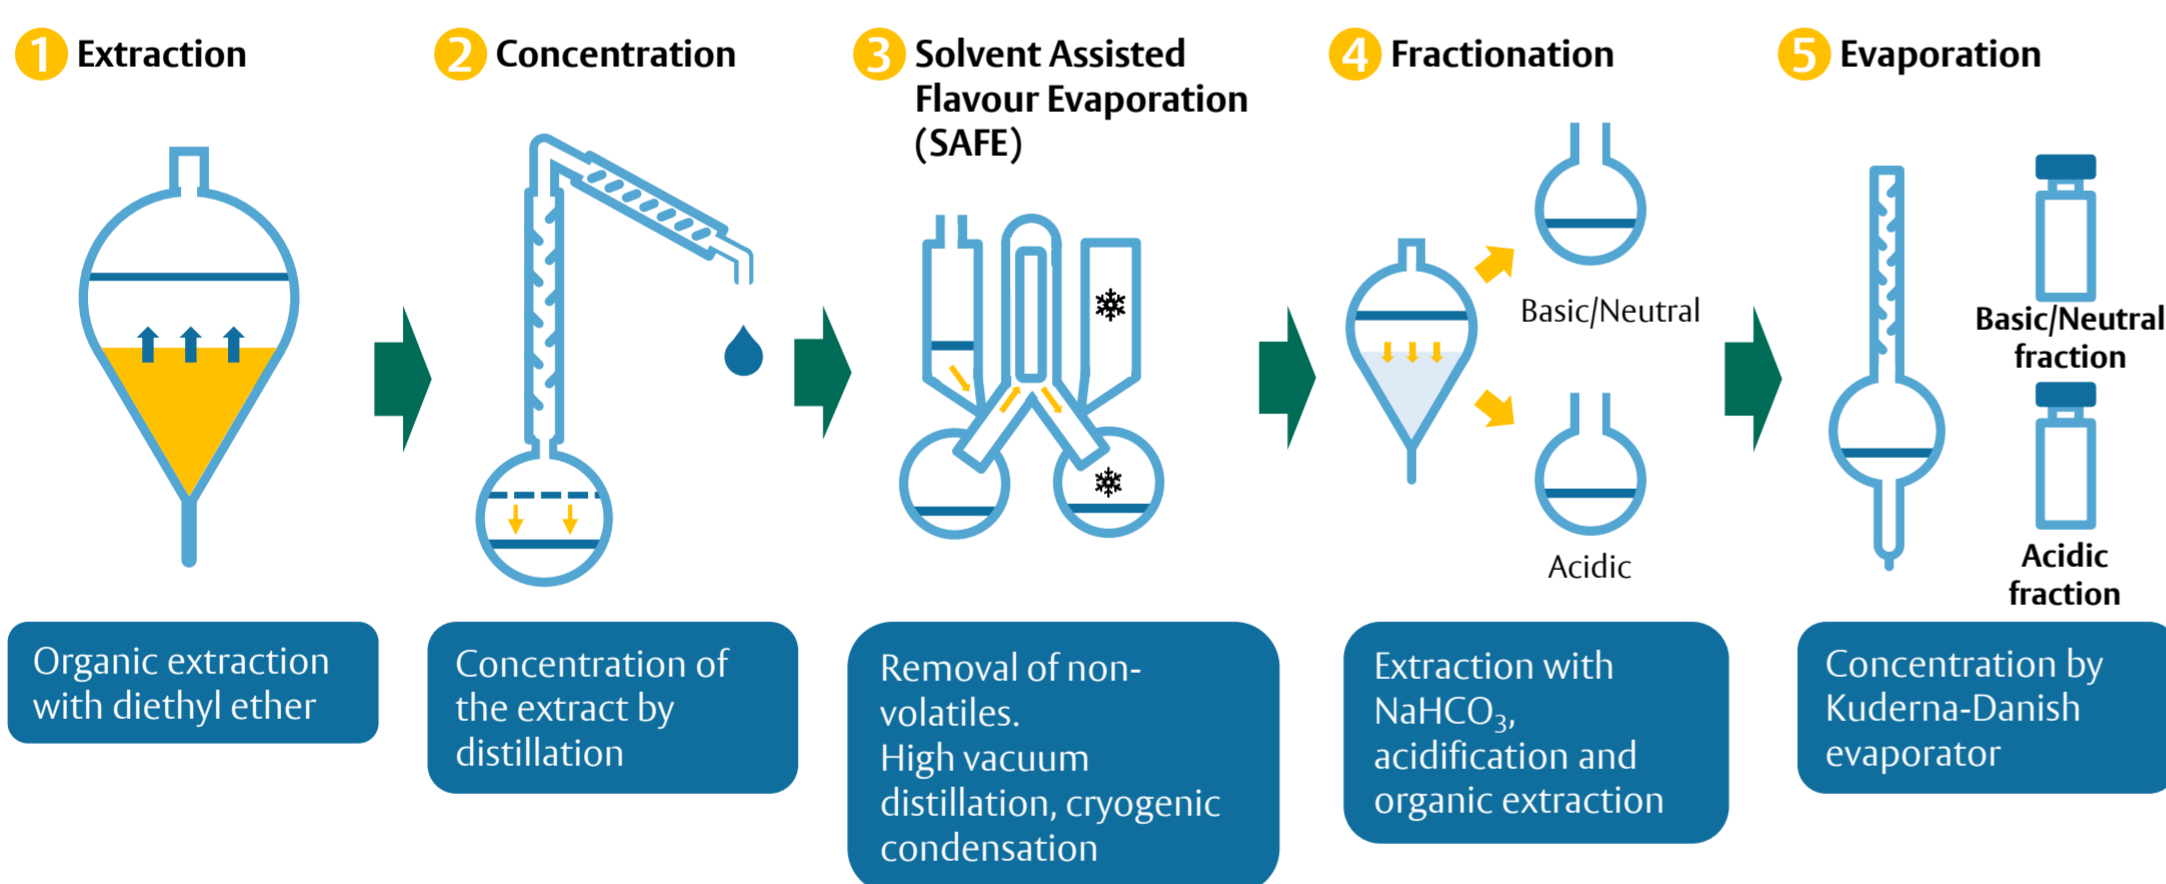 1 Extraction
2 Concentration
3 Solvent Assisted
Flavour Evaporation
(SAFE)
4 Fractionation
5 Evaporation
Basic/Neutral
Acidic
Basic/Neutral
fraction
Acidic
fraction
Organic extraction
with diethyl ether
Concentration of
the extract by
distillation
Removal of non-
volatiles.
High vacuum
distillation, cryogenic
condensation
Extraction with
NaHCO₃,
acidification and
organic extraction
Concentration by
Kuderna-Danish
evaporator